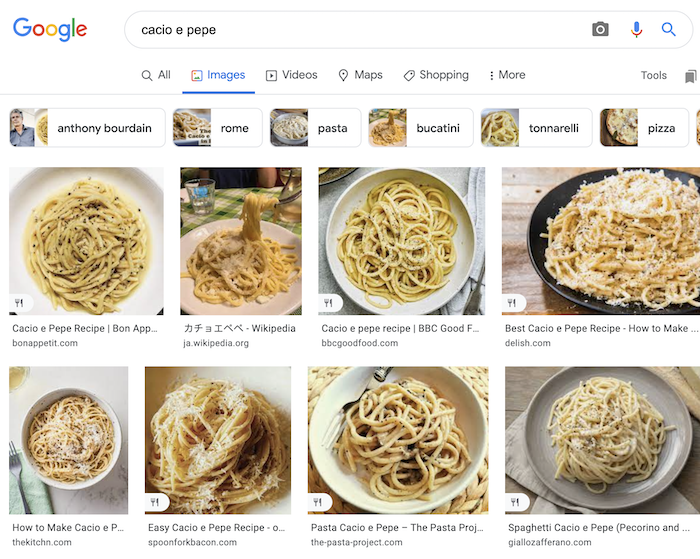 Google
cacio e pepe
All Images Videos Maps Shopping More Tools
anthony bourdain rome pasta bucatini tonnarelli pizza
Cacio e Pepe Recipe | Bon App...
bonappetit.com
カチョエペペ - Wikipedia
ja.wikipedia.org
Cacio e pepe recipe | BBC Good F...
bbcgoodfood.com
Best Cacio e Pepe Recipe - How to Make ...
delish.com
How to Make Cacio e P...
thekitchn.com
Easy Cacio e Pepe Recipe - o...
spoonforkbacon.com
Pasta Cacio e Pepe – The Pasta Proj...
the-pasta-project.com
Spaghetti Cacio e Pepe (Pecorino and ...
giallozafferano.com